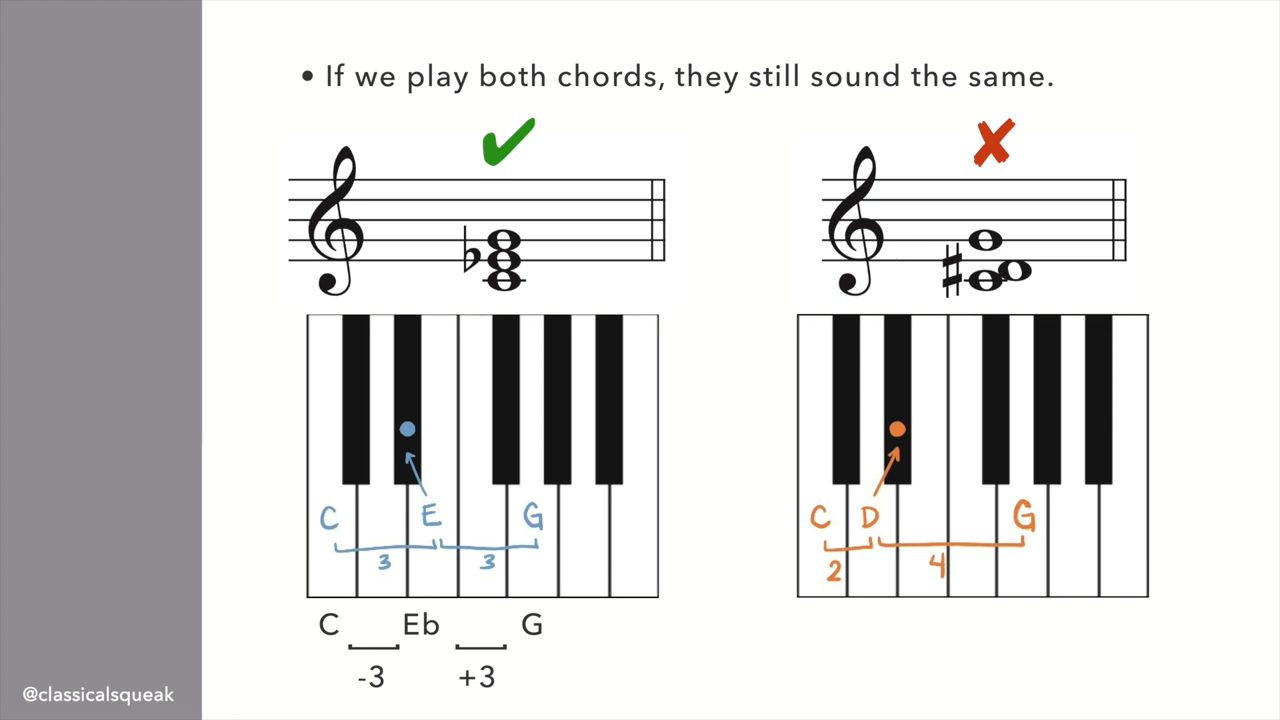 • If we play both chords, they still sound the same.
C E G
3 3
C D G
2 4
C Eb G
-3 +3
@classicalsqueak